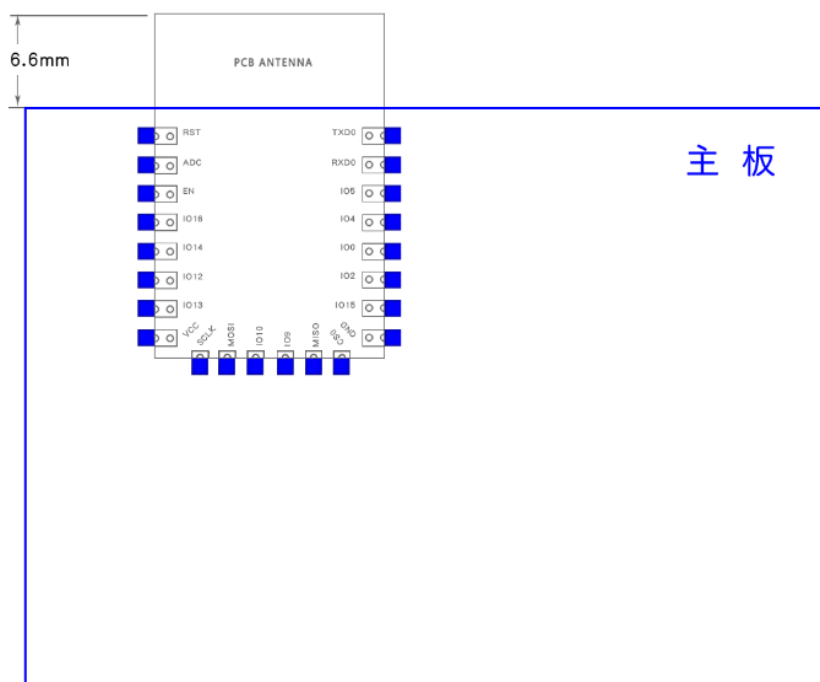 6.6mm
PCB ANTENNA
主 板
RST
ADC
EN
IO16
IO14
IO12
IO13
VCC
SCLK
MOSI
IO10
IO9
MISO
CS0
GND
TXD0
RXD0
IO5
IO4
IO0
IO2
IO15